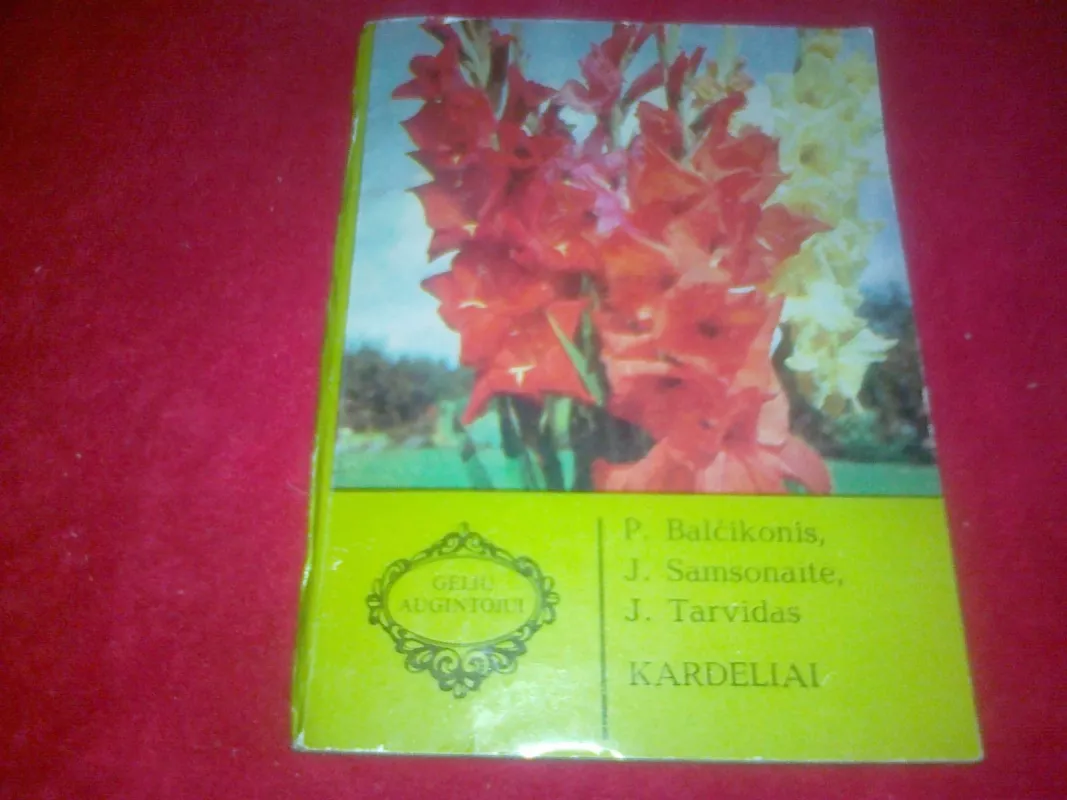 GĖLIŲ
AUGINTOJUI
P. Balčikonis,
J. Samsonaitė,
J. Tarvidas
KARDELIAI